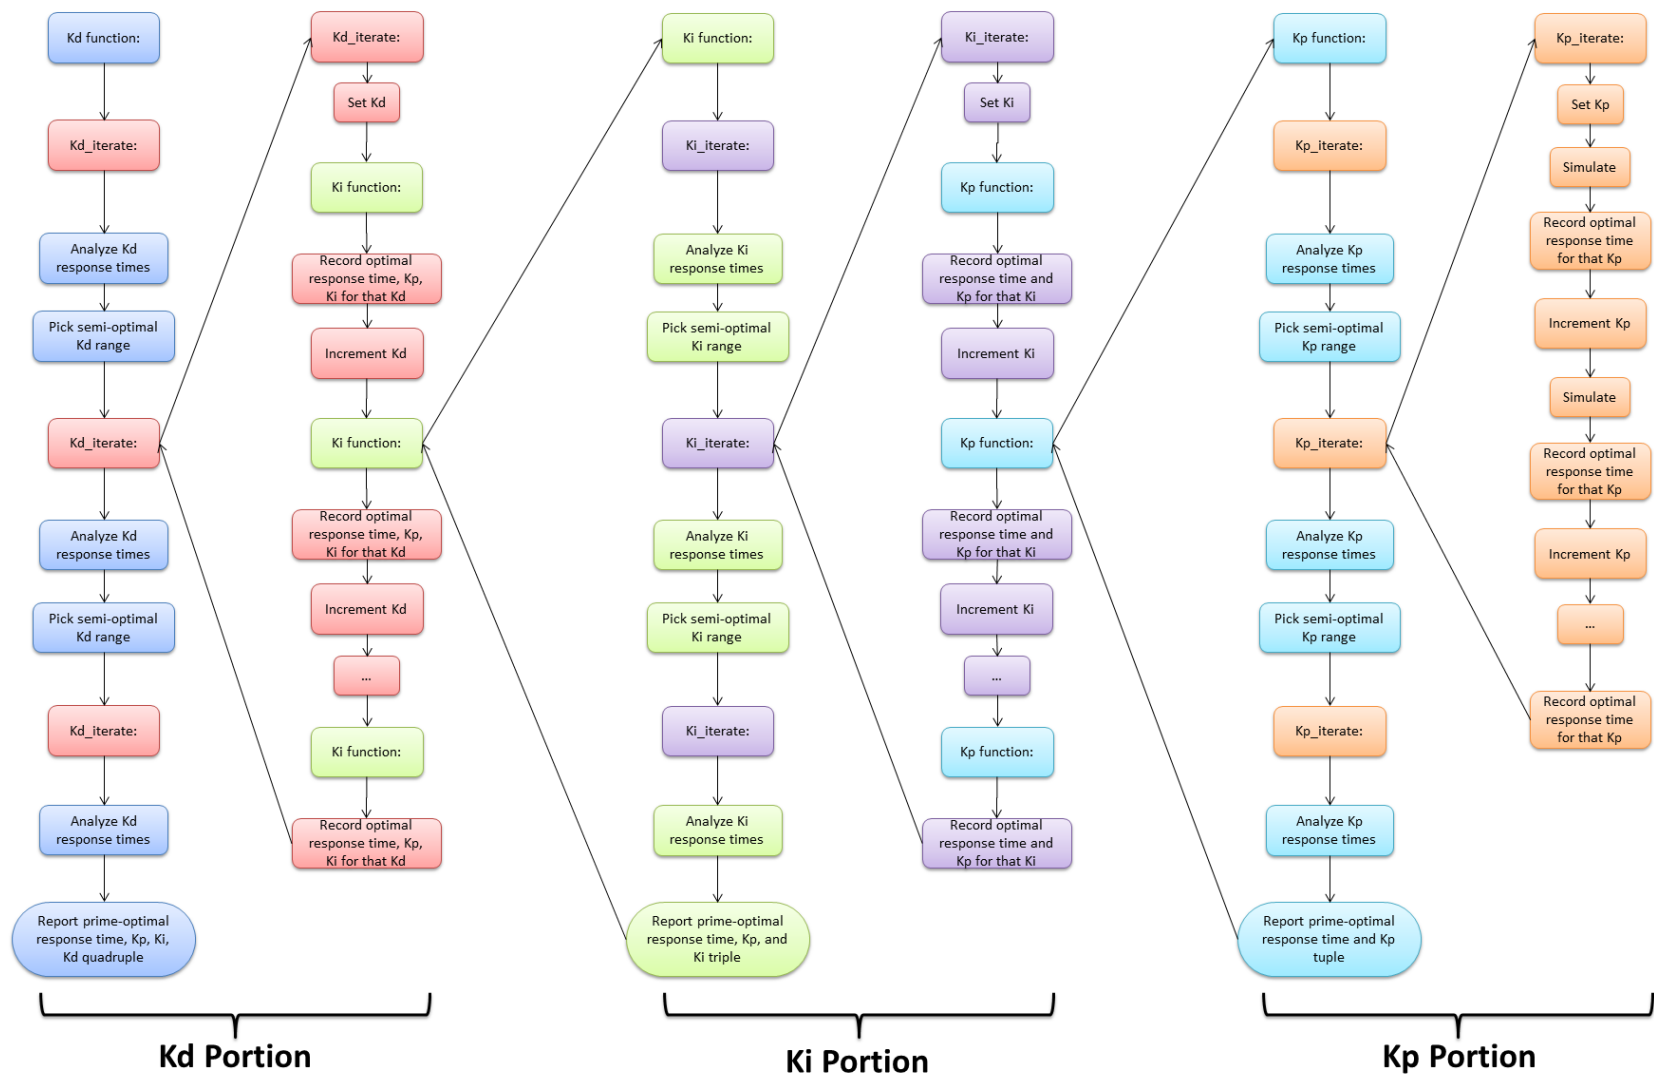 Kd function:
Kd_iterate:
Analyze Kd
response times
Pick semi-optimal
Kd range
Kd_iterate:
Analyze Kd
response times
Pick semi-optimal
Kd range
Kd_iterate:
Analyze Kd
response times
Report prime-optimal
response time, Kp, Ki,
Kd quadruple
Kd_iterate:
Set Kd
Ki function:
Record optimal
response time, Kp,
Ki for that Kd
Increment Kd
Ki function:
Record optimal
response time, Kp,
Ki for that Kd
Increment Kd
...
Ki function:
Record optimal
response time, Kp,
Ki for that Kd
Kd Portion
Ki function:
Ki_iterate:
Analyze Ki
response times
Pick semi-optimal
Ki range
Ki_iterate:
Analyze Ki
response times
Pick semi-optimal
Ki range
Ki_iterate:
Analyze Ki
response times
Report prime-optimal
response time, Kp, and
Ki triple
Ki_iterate:
Set Ki
Kp function:
Record optimal
response time and
Kp for that Ki
Increment Ki
Kp function:
Record optimal
response time and
Kp for that Ki
Increment Ki
...
Kp function:
Record optimal
response time and
Kp for that Ki
Ki Portion
Kp function:
Kp_iterate:
Analyze Kp
response times
Pick semi-optimal
Kp range
Kp_iterate:
Analyze Kp
response times
Pick semi-optimal
Kp range
Kp_iterate:
Analyze Kp
response times
Report prime-optimal
response time and Kp
tuple
Kp_iterate:
Set Kp
Simulate
Record optimal
response time
for that Kp
Increment Kp
Simulate
Record optimal
response time
for that Kp
Increment Kp
...
Record optimal
response time
for that Kp
Kp Portion